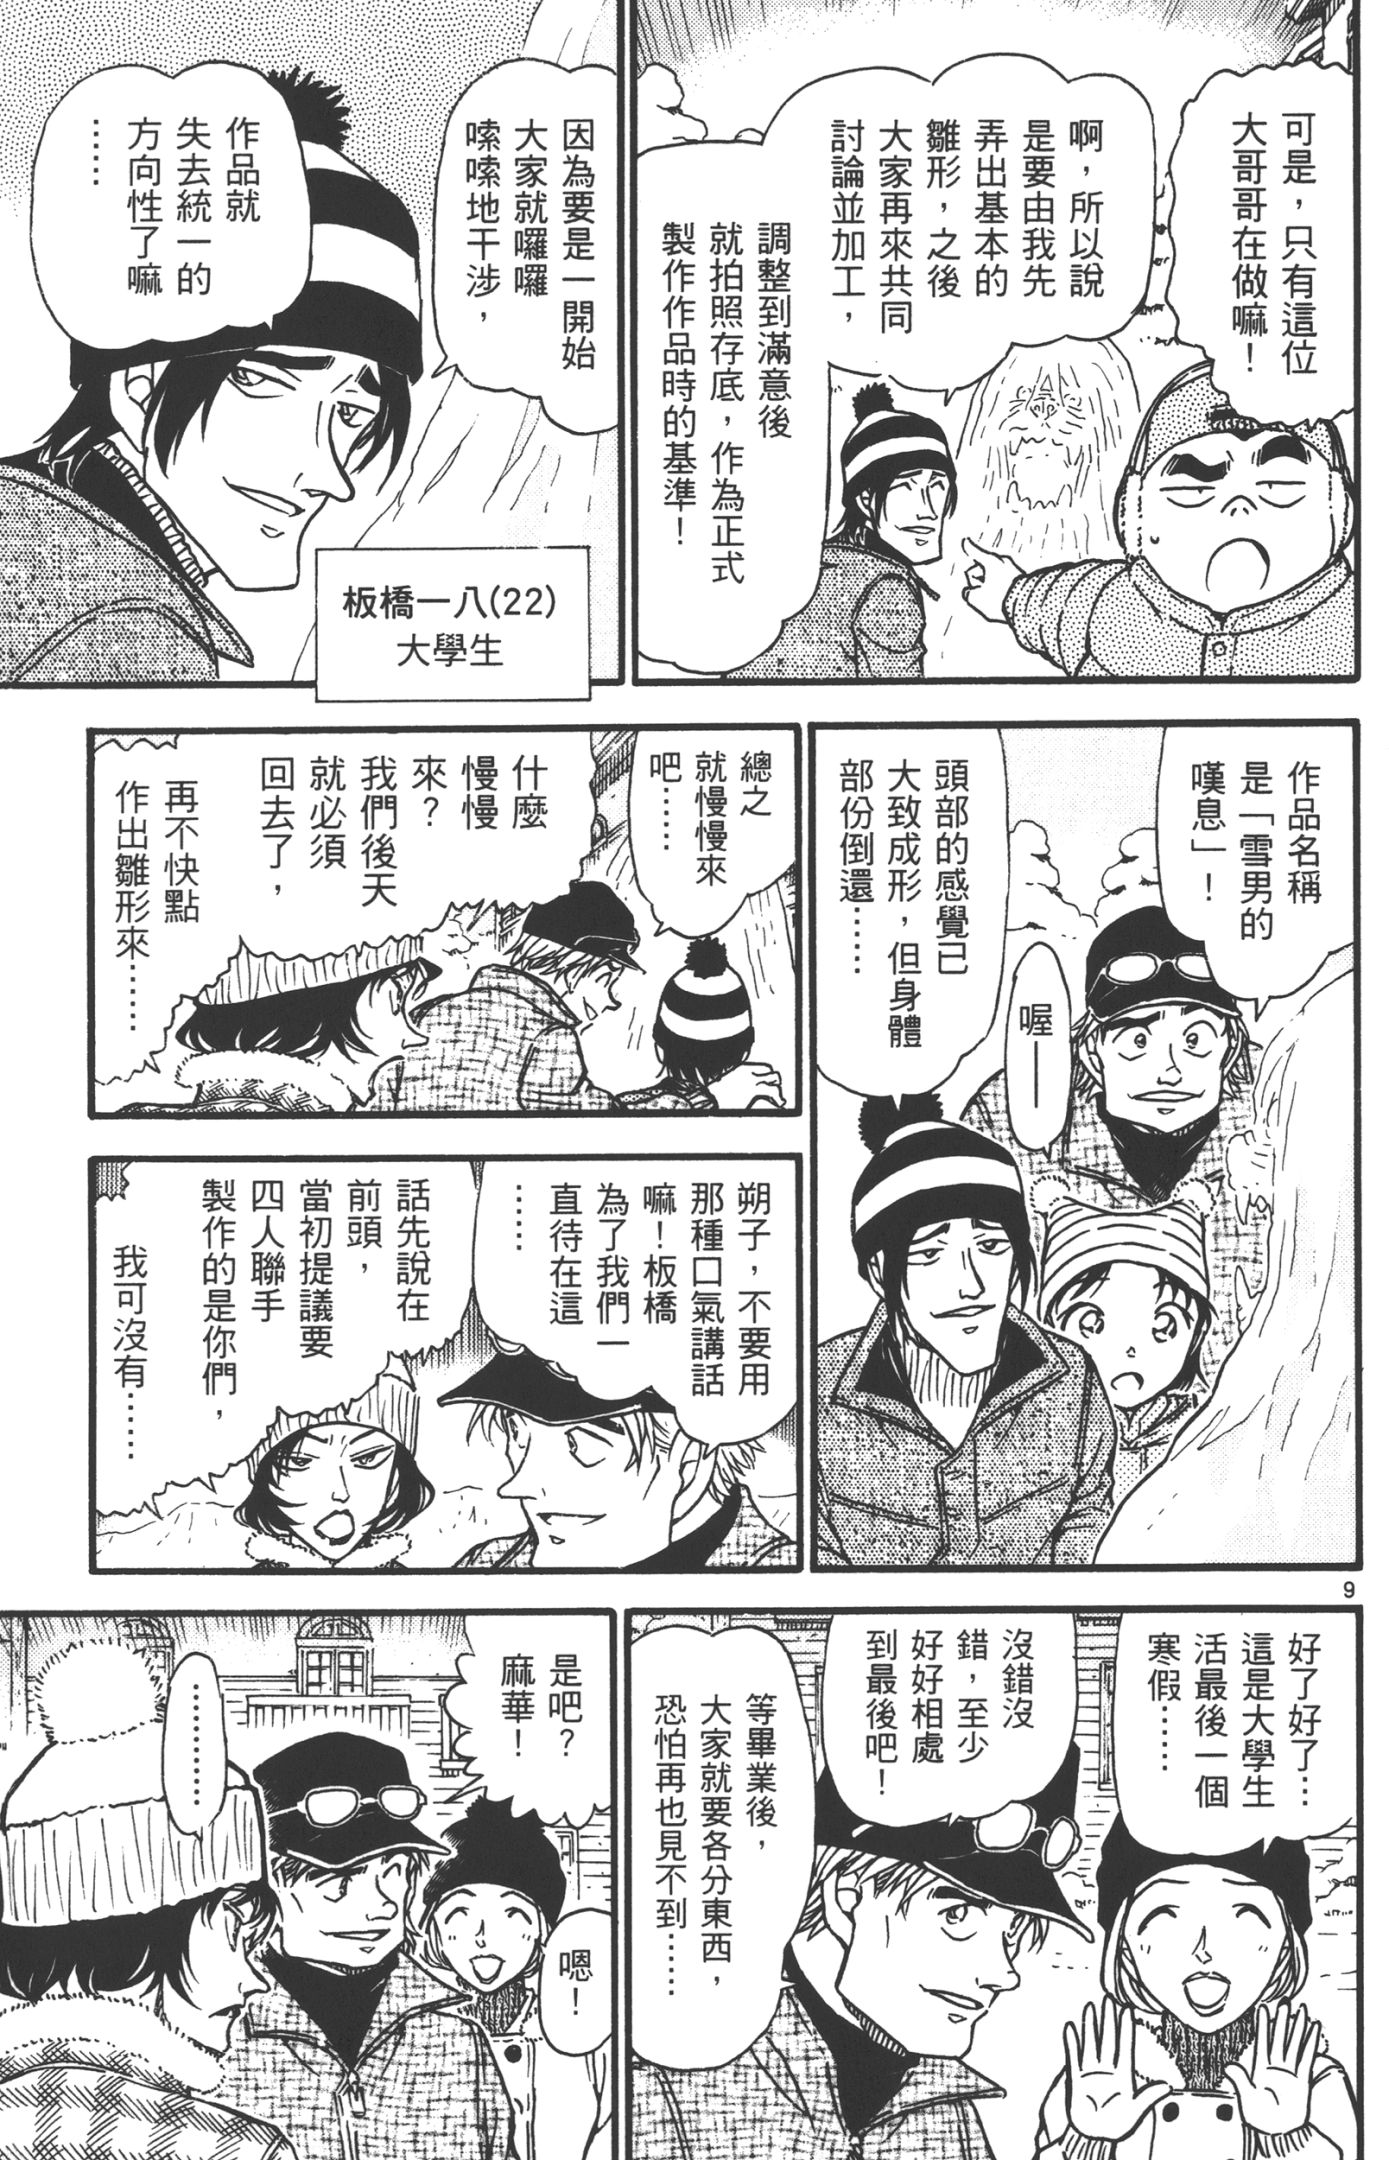 可是，只有這位
大哥哥在做嘛！
啊，所以說
是要由我先
弄出基本的
雛形，之後
大家再來共同
討論並加工，
調整到滿意後
就拍照存底，作為正式
製作作品時的基準！
因為要是一開始
大家就囉囉
嗦嗦地干涉，
作品就
失去統一的
方向性了嘛
……
板橋一八(22)
大學生
作品名稱
是「雪男的
嘆息」！
喔—
頭部的感覺已
大致成形，但身體
部份倒還……
總之
就慢慢來
吧……
什麼
慢慢
來？
我們後天
就必須
回去了，
再不快點
作出雛形來……
朔子，不要用
那種口氣講話
嘛！板橋
為了我們一
直待在這
……
話先說在
前頭，
當初提議要
四人聯手
製作的是你們，
我可沒有……
9
好了好了…
這是大學生
活最後一個
寒假……
沒錯沒
錯，至少
好好相處
到最後吧！
等畢業後，
大家就要各分東西，
恐怕再也見不到……
是吧？
麻華！
嗯！
………